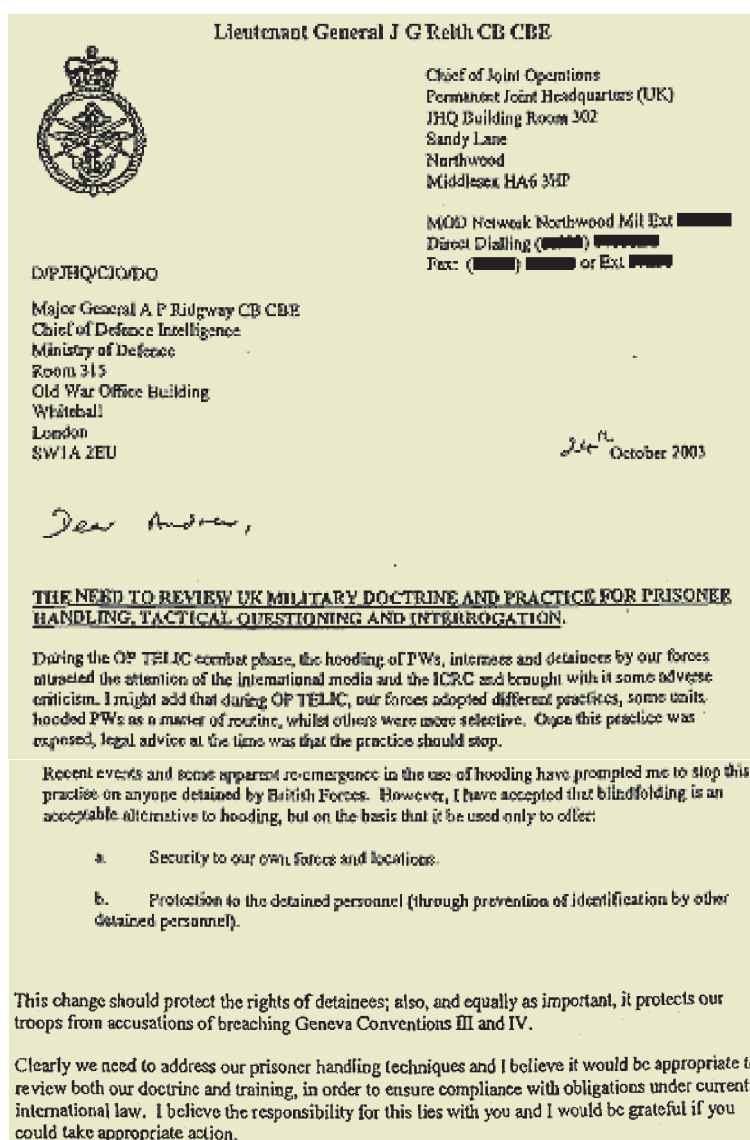 Lieutenant General J G Reith CB CBE
Chief of Joint Operations
Permanent Joint Headquarters (UK)
JHQ Building Room 302
Sandy Lane
Northwood
Middlesex HA6 3HP
MOD Network Northwood Mil Ext
Direct Dialling ( )
Fax: ( ) or Ext
D/PJHQ/CJO/DO
Major General A P Ridgway CB CBE
Chief of Defence Intelligence
Ministry of Defence
Room 315
Old War Office Building
Whitehall
London
SW1A 2EU
24th October 2003
Dear Andrew,
THE NEED TO REVIEW UK MILITARY DOCTRINE AND PRACTICE FOR PRISONER
HANDLING, TACTICAL QUESTIONING AND INTERROGATION.
During the OP TELIC combat phase, the hooding of PWs, internees and detainees by our forces
attracted the attention of the international media and the ICRC and brought with it some adverse
criticism. I might add that during OP TELIC, our forces adopted different practices, some units
hooded PWs as a matter of routine, whilst others were more selective. Once this practice was
exposed, legal advice at the time was that the practice should stop.
Recent events and some apparent re-emergence in the use of hooding have prompted me to stop this
practise on anyone detained by British Forces. However, I have accepted that blindfolding is an
acceptable alternative to hooding, but on the basis that it be used only to offer:
a. Security to our own forces and locations.
b. Protection to the detained personnel (through prevention of identification by other
detained personnel).
This change should protect the rights of detainees; also, and equally as important, it protects our
troops from accusations of breaching Geneva Conventions III and IV.
Clearly we need to address our prisoner handling techniques and I believe it would be appropriate t
review both our doctrine and training, in order to ensure compliance with obligations under current
international law. I believe the responsibility for this lies with you and I would be grateful if you
could take appropriate action.